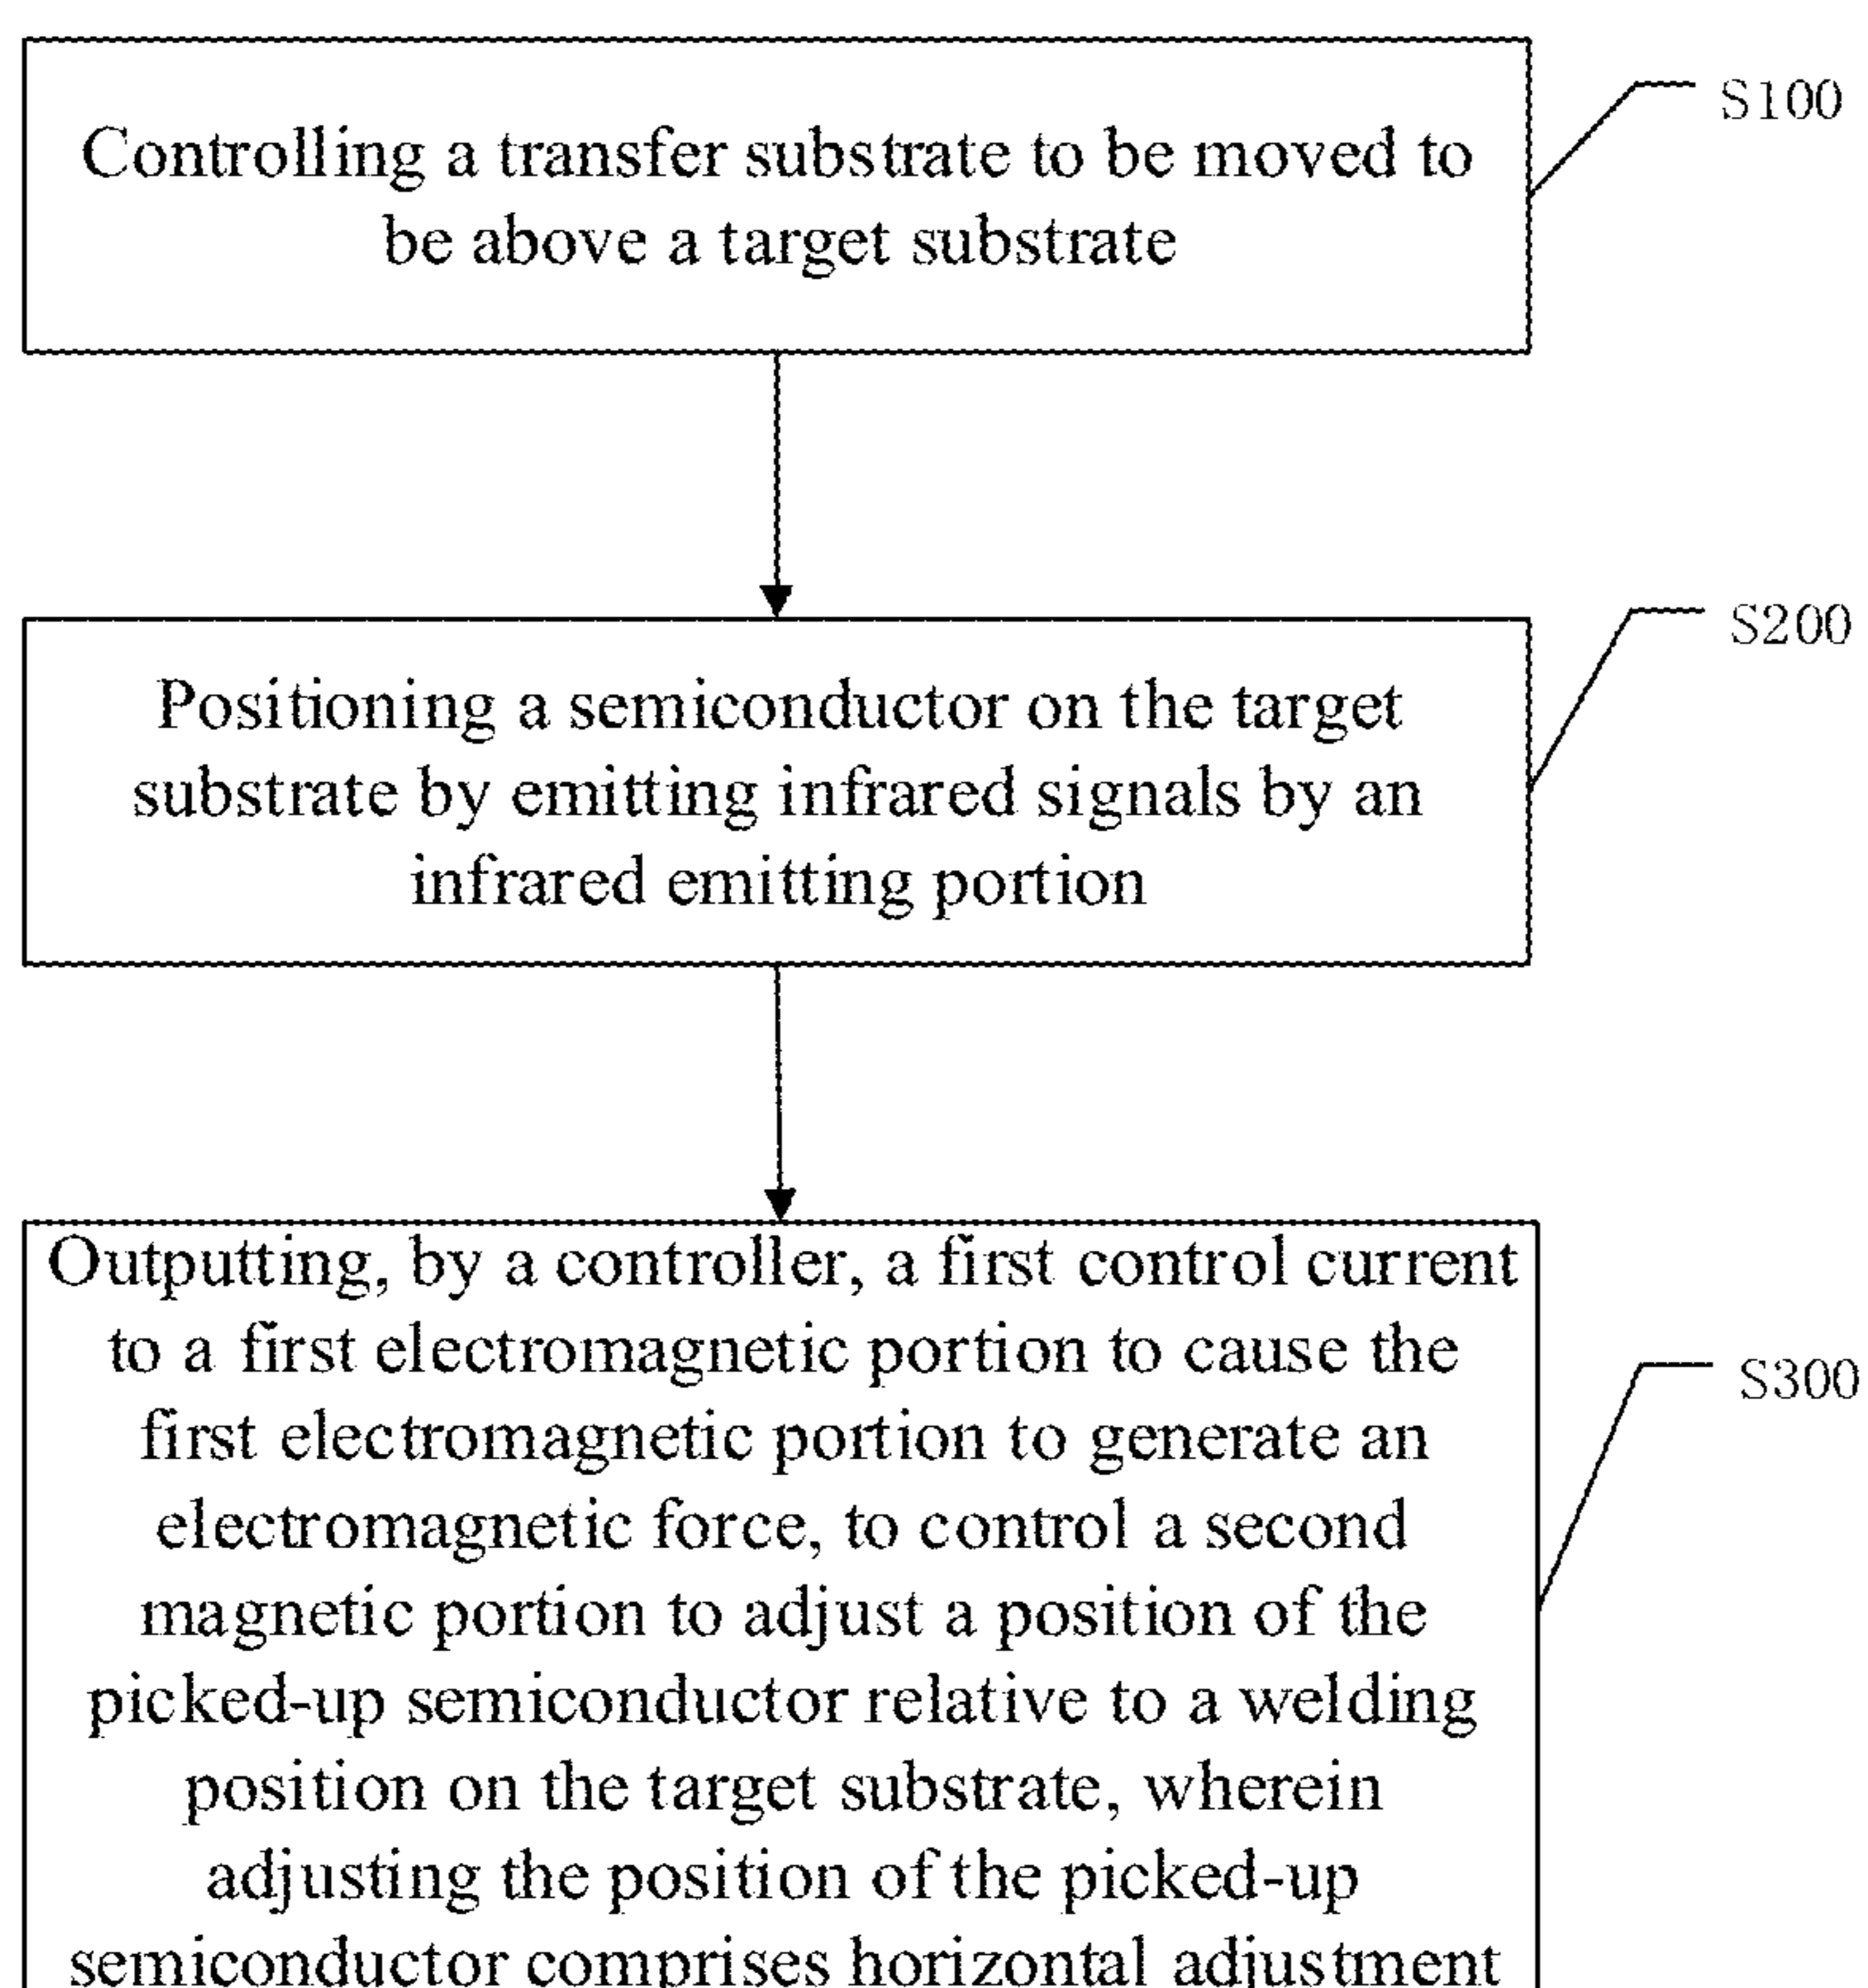 Controlling a transfer substrate to be moved to
be above a target substrate
S100
Positioning a semiconductor on the target
substrate by emitting infrared signals by an
infrared emitting portion
S200
Outputting, by a controller, a first control current
to a first electromagnetic portion to cause the
first electromagnetic portion to generate an
electromagnetic force, to control a second
magnetic portion to adjust a position of the
picked-up semiconductor relative to a welding
position on the target substrate, wherein
adjusting the position of the picked-up
semiconductor comprises horizontal adjustment
S300